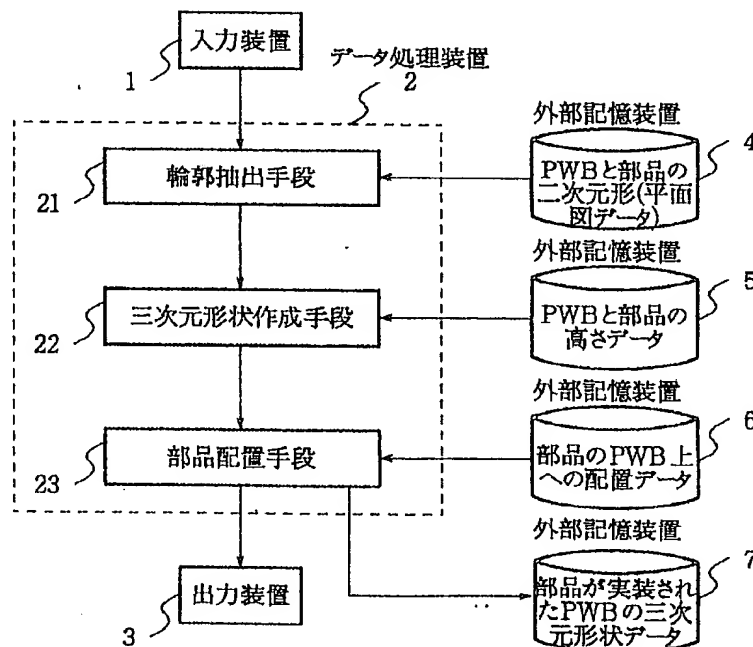 入力装置
1
データ処理装置
2
外部記憶装置
4
PWBと部品の
二次元形(平面
図データ)
輪郭抽出手段
21
外部記憶装置
5
PWBと部品の
高さデータ
三次元形状作成手段
22
外部記憶装置
6
部品のPWB上
への配置データ
部品配置手段
23
外部記憶装置
7
部品が実装され
たPWBの三次
元形状データ
出力装置
3